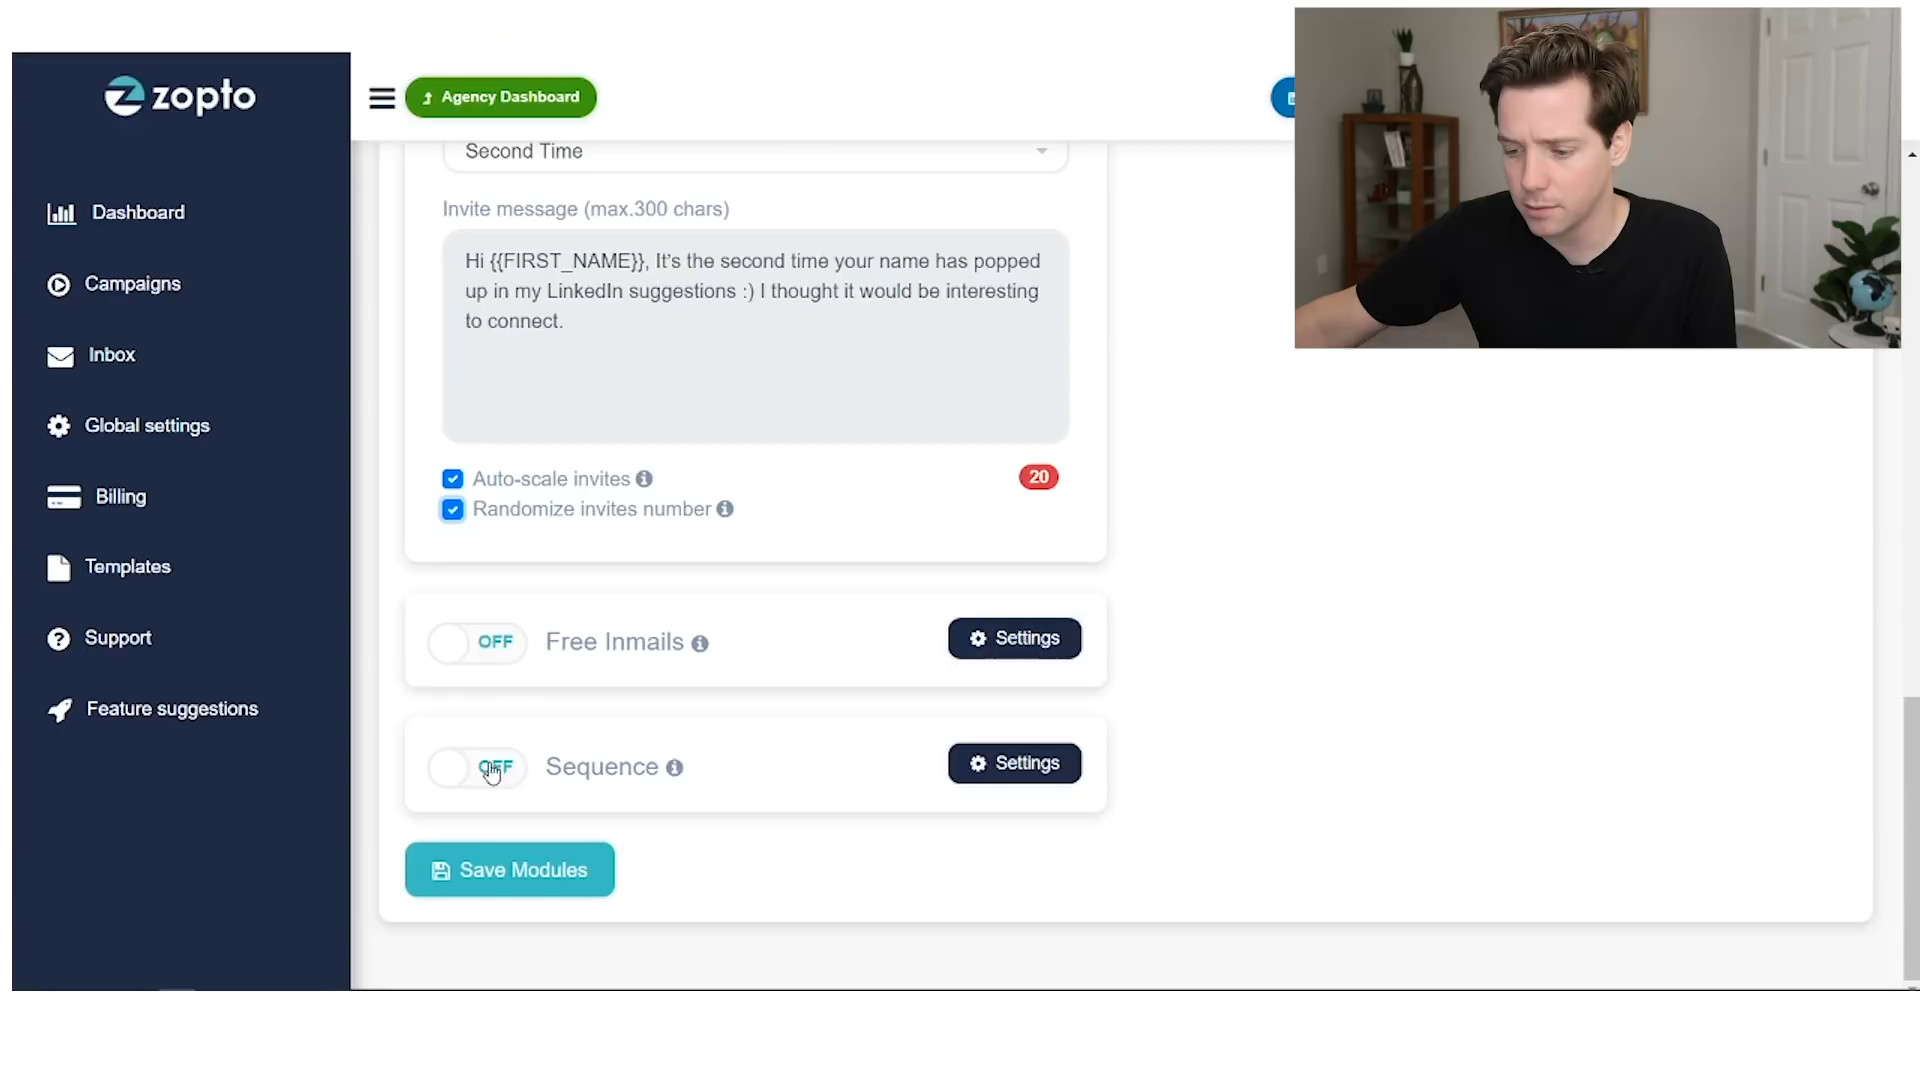 zopto
Agency Dashboard
Second Time
Dashboard
Invite message (max.300 chars)
Hi {{FIRST_NAME}}, It's the second time your name has popped
up in my LinkedIn suggestions :) I thought it would be interesting
to connect.
Campaigns
Inbox
Global settings
Auto-scale invites
20
Randomize invites number
Billing
Templates
Support
OFF
Free Inmails
Settings
Feature suggestions
OFF
Sequence
Settings
Save Modules